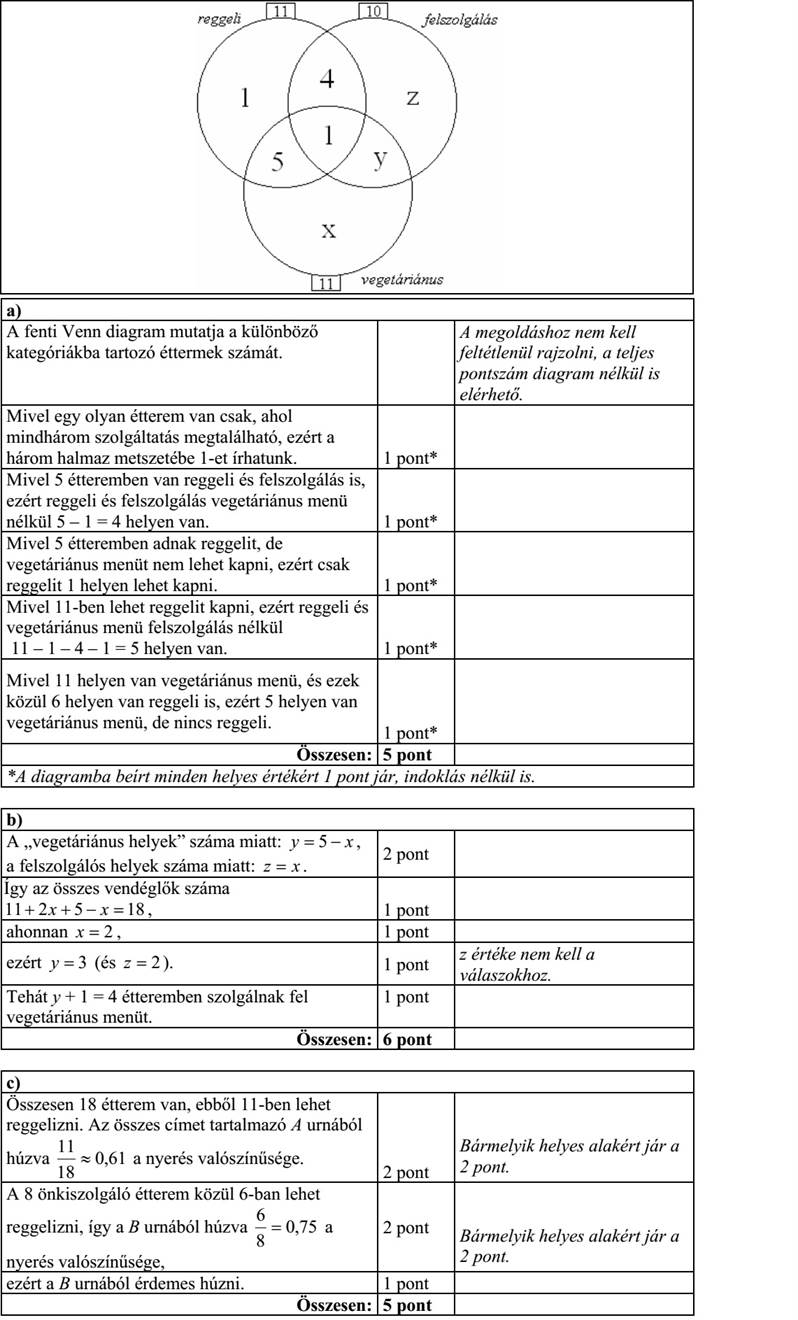 reggeli 11 10 felszolgálás
4
1 z
1
5 y
x
11 vegetáriánus
a)
A fenti Venn diagram mutatja a különböző
kategóriákba tartozó éttermek számát.
A megoldáshoz nem kell
feltétlenül rajzolni, a teljes
pontszám diagram nélkül is
elérhető.
Mivel egy olyan étterem van csak, ahol
mindhárom szolgáltatás megtalálható, ezért a
három halmaz metszetébe 1-et írhatunk.
1 pont*
Mivel 5 étteremben van reggeli és felszolgálás is,
ezért reggeli és felszolgálás vegetáriánus menü
nélkül 5 – 1 = 4 helyen van.
1 pont*
Mivel 5 étteremben adnak reggelit, de
vegetáriánus menüt nem lehet kapni, ezért csak
reggelit 1 helyen lehet kapni.
1 pont*
Mivel 11-ben lehet reggelit kapni, ezért reggeli és
vegetáriánus menü felszolgálás nélkül
11 – 1 – 4 – 1 = 5 helyen van.
1 pont*
Mivel 11 helyen van vegetáriánus menü, és ezek
közül 6 helyen van reggeli is, ezért 5 helyen van
vegetáriánus menü, de nincs reggeli.
1 pont*
Összesen: 5 pont
*A diagramba beírt minden helyes értékért 1 pont jár, indoklás nélkül is.
b)
A „vegetáriánus helyek” száma miatt: y = 5 – x,
a felszolgálós helyek száma miatt: z = x.
2 pont
Így az összes vendéglők száma
11 + 2x + 5 – x = 18,
1 pont
ahonnan x = 2,
1 pont
ezért y = 3 (és z = 2).
1 pont
z értéke nem kell a
válaszokhoz.
Tehát y + 1 = 4 étteremben szolgálnak fel
vegetáriánus menüt.
1 pont
Összesen: 6 pont
c)
Összesen 18 étterem van, ebből 11-ben lehet
reggelizni. Az összes címet tartalmazó A urnából
húzva 11/18 ≈ 0,61 a nyerés valószínűsége.
2 pont
Bármelyik helyes alakért jár a
2 pont.
A 8 önkiszolgáló étterem közül 6-ban lehet
reggelizni, így a B urnából húzva 6/8 = 0,75 a
nyerés valószínűsége,
2 pont
Bármelyik helyes alakért jár a
2 pont.
ezért a B urnából érdemes húzni.
1 pont
Összesen: 5 pont